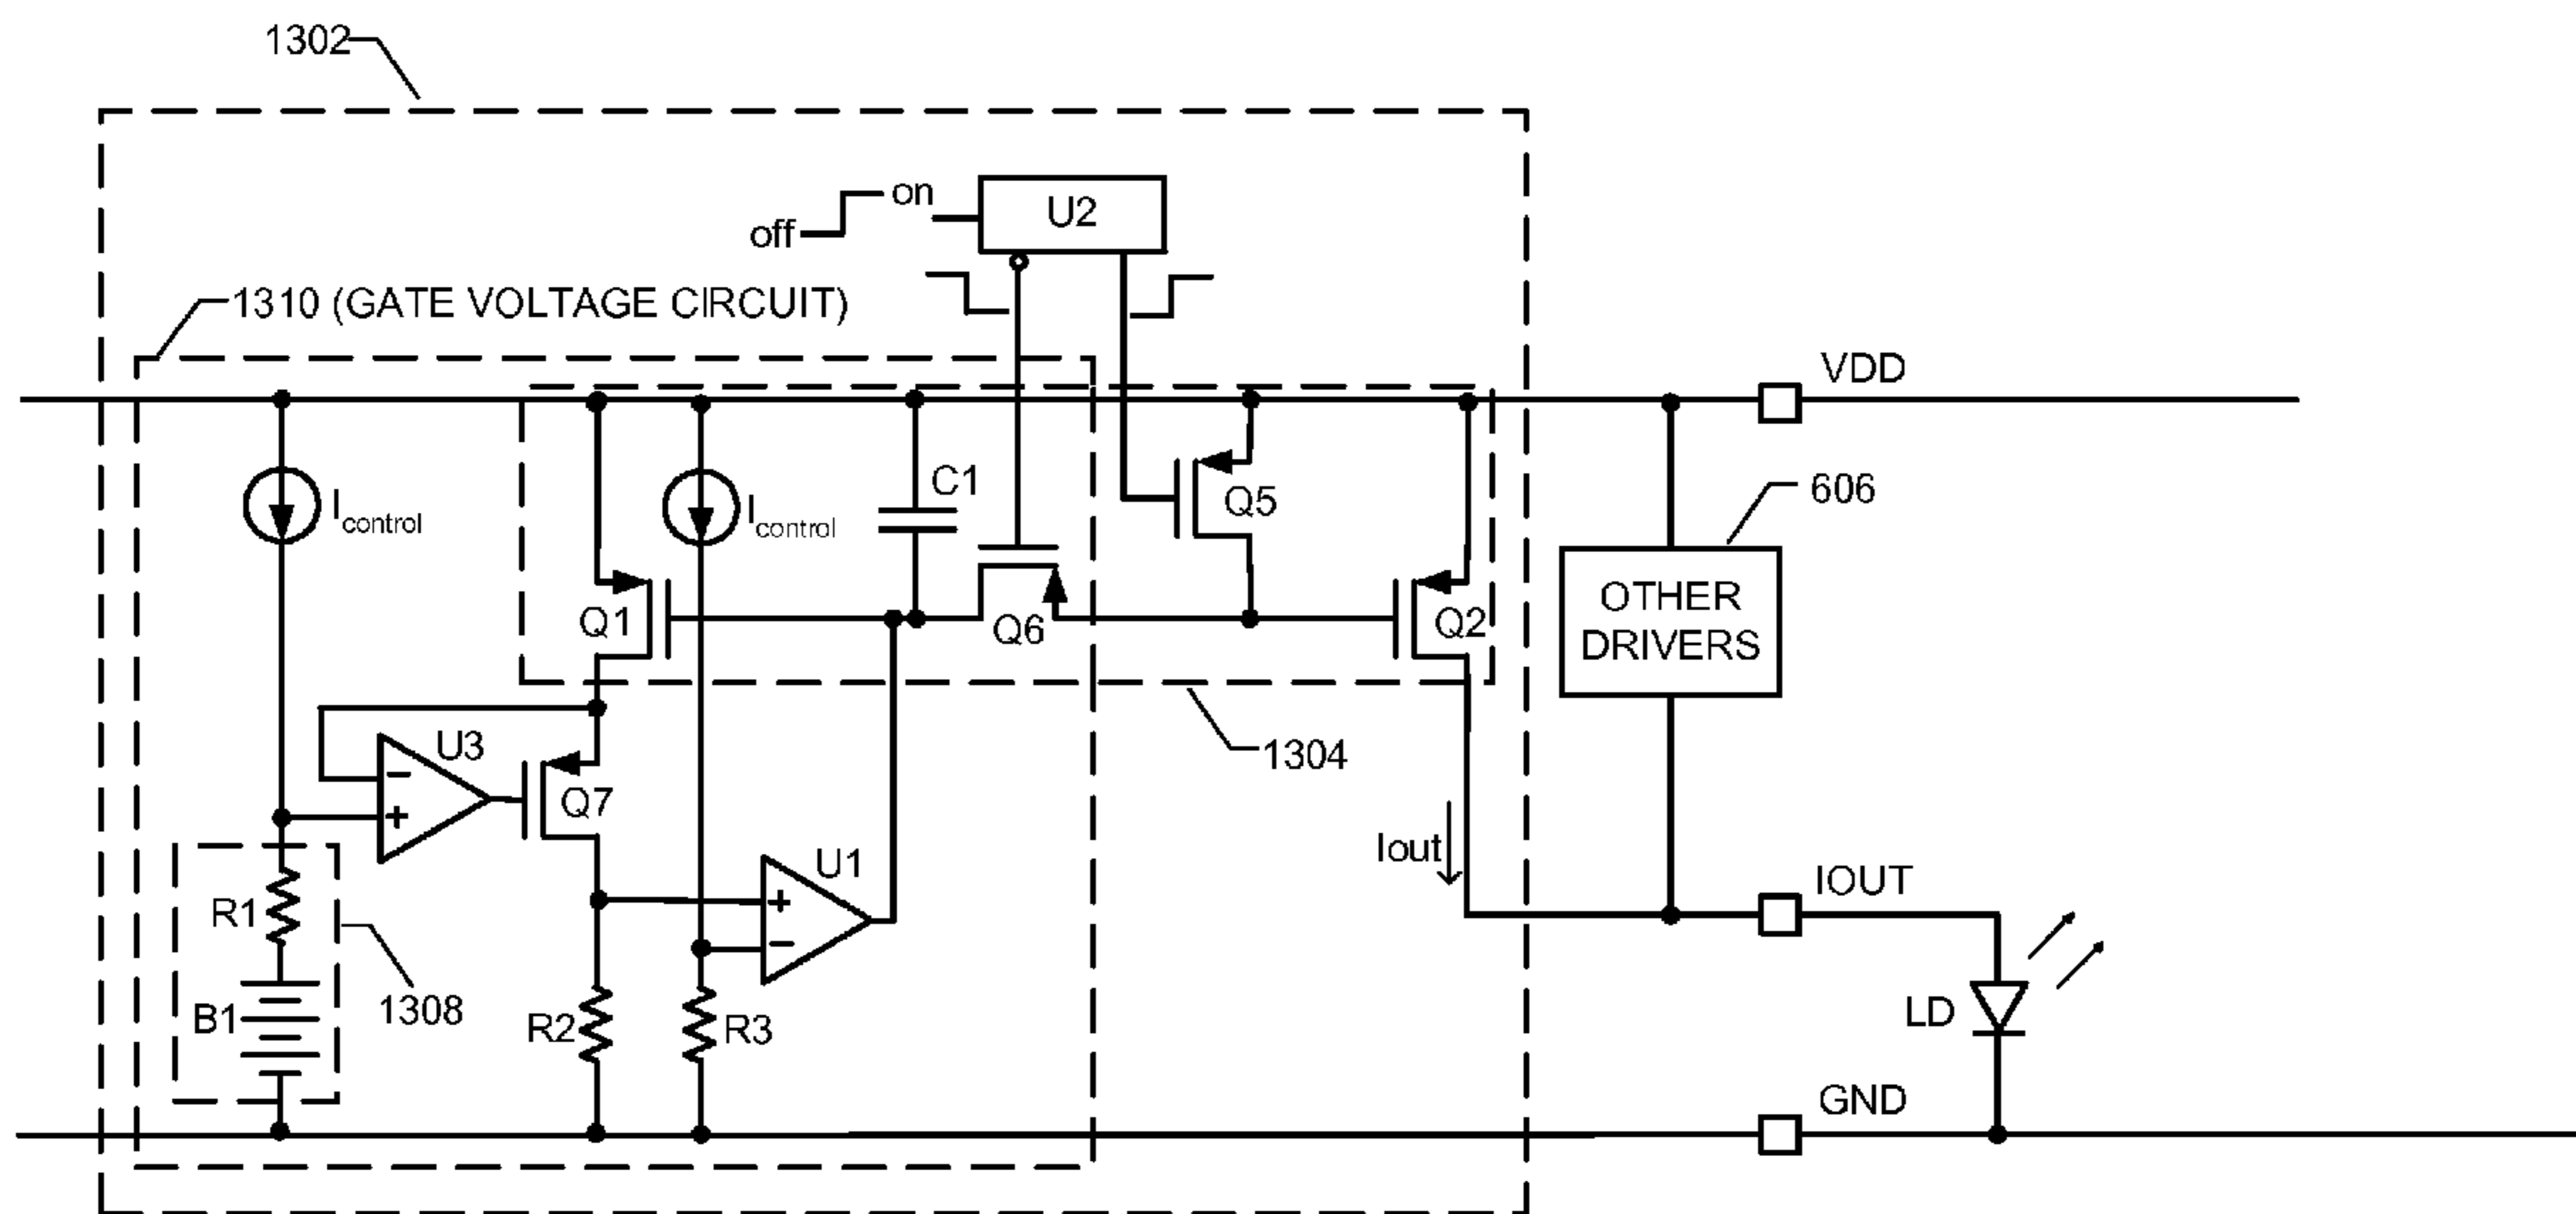 1302
on
off
U2
1310 (GATE VOLTAGE CIRCUIT)
VDD
Icontrol
Icontrol
C1
Q5
606
Q1
Q6
Q2
OTHER
DRIVERS
U3
-
+
Q7
1304
Iout
U1
+
-
IOUT
R1
1308
B1
R2
R3
LD
GND